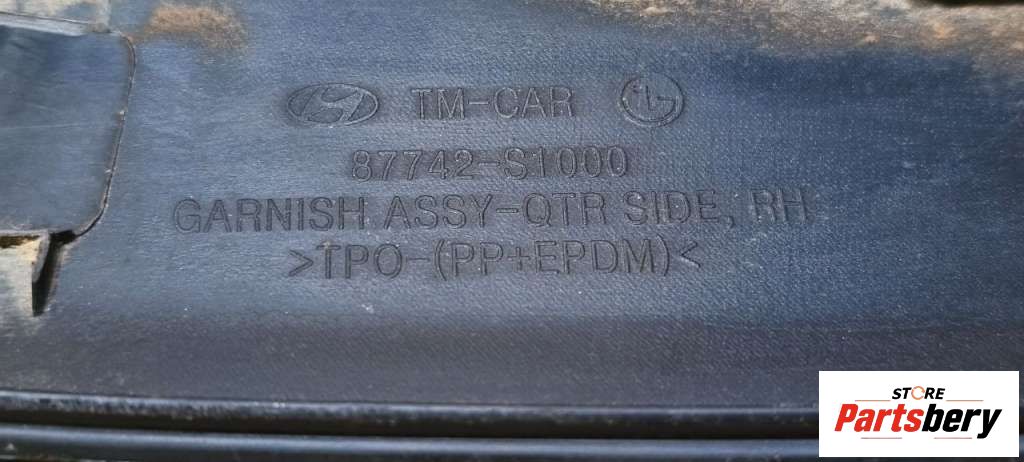 TM-CAR
87742-S1000
GARNISH ASSY-QTR SIDE, RH
>TPO-(PP+EPDM)<
STORE
Partsbery